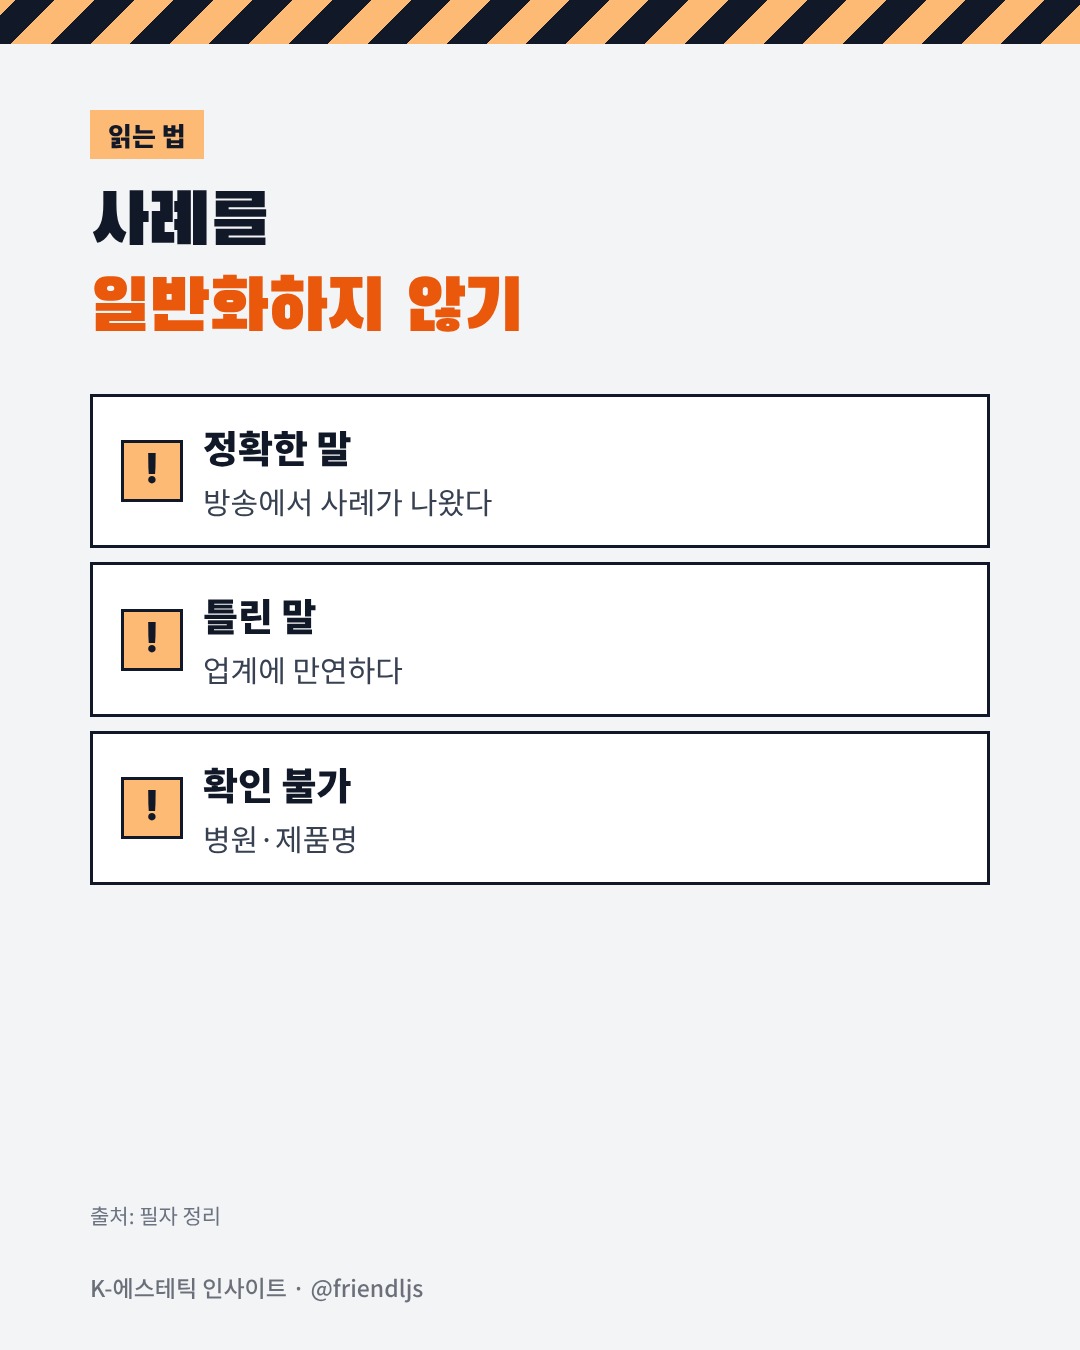 읽는 법
사례를
일반화하지 않기
!
정확한 말
방송에서 사례가 나왔다
!
틀린 말
업계에 만연하다
!
확인 불가
병원·제품명
출처: 필자 정리
K-에스테틱 인사이트 · @friendljs